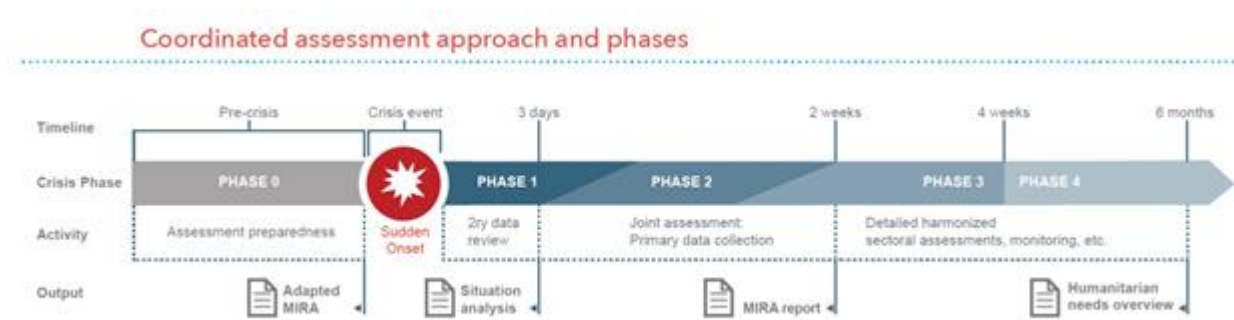 Coordinated assessment approach and phases
Timeline
Pre-crisis
Crisis event
3 days
2 weeks
4 weeks
6 months
Crisis Phase
PHASE 0
PHASE 1
PHASE 2
PHASE 3
PHASE 4
Activity
Assessment preparedness
Sudden
Onset
2ry data
review
Joint assessment:
Primary data collection
Detailed harmonized
sectoral assessments, monitoring, etc.
Output
Adapted
MIRA
Situation
analysis
MIRA report
Humanitarian
needs overview